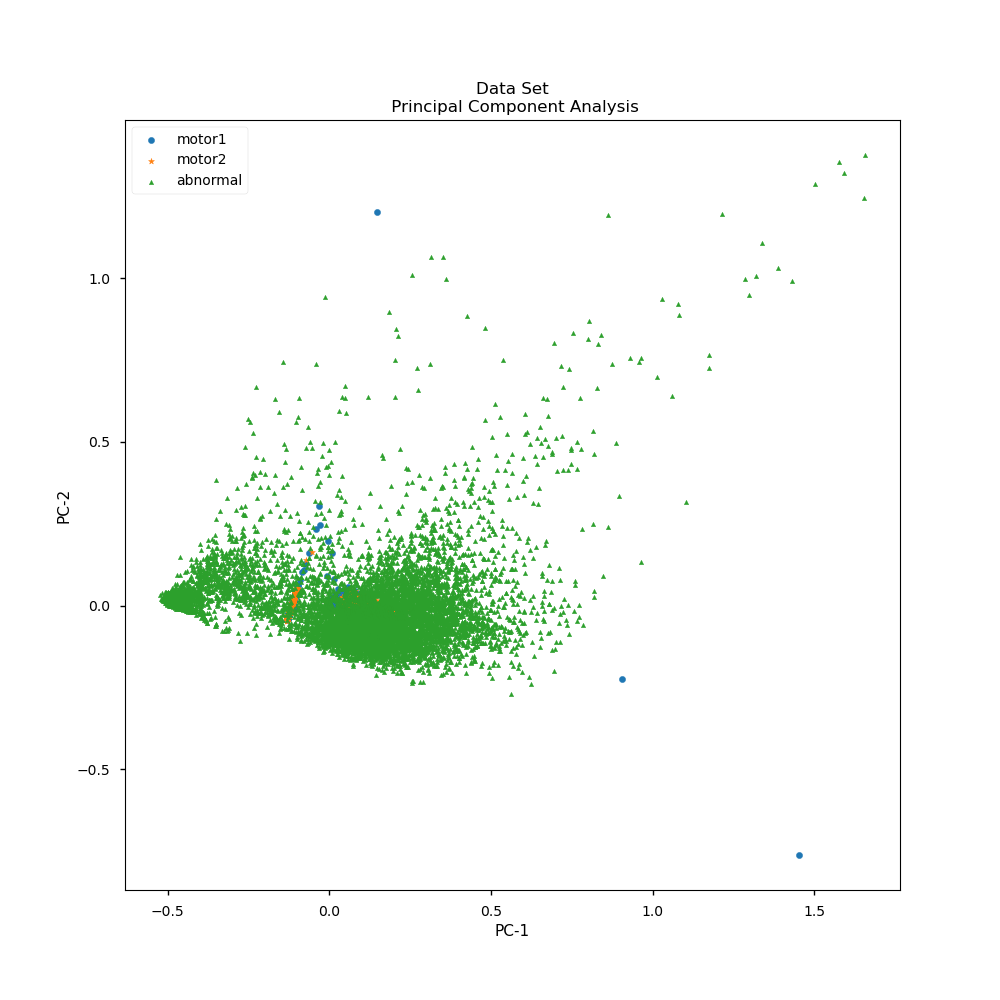 Data Set
Principal Component Analysis
motor1
motor2
abnormal
1.0
0.5
0.0
−0.5
PC-2
−0.5
0.0
0.5
1.0
1.5
PC-1